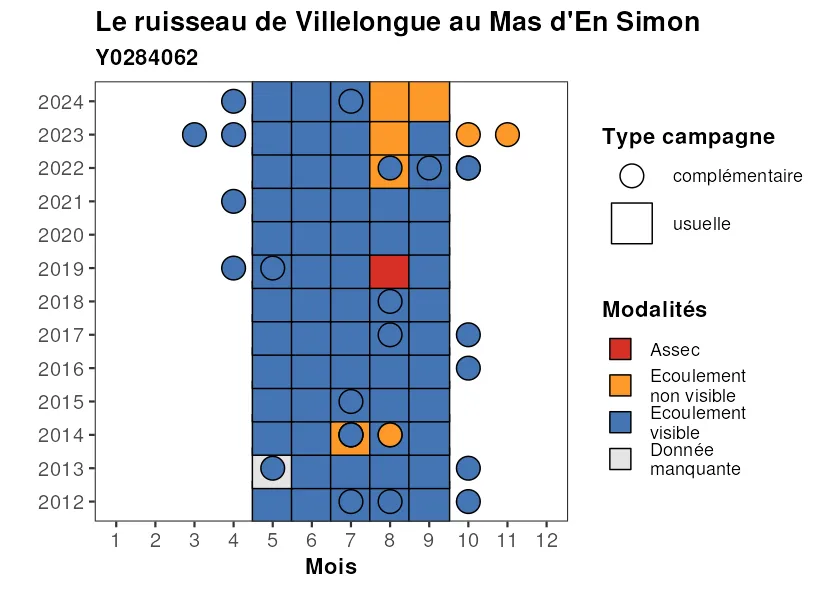 Le ruisseau de Villelongue au Mas d'En Simon
Y0284062
2024
2023
2022
2021
2020
2019
2018
2017
2016
2015
2014
2013
2012
1 2 3 4 5 6 7 8 9 10 11 12
Mois
Type campagne
complémentaire
usuelle
Modalités
Assec
Ecoulement
non visible
Ecoulement
visible
Donnée
manquante